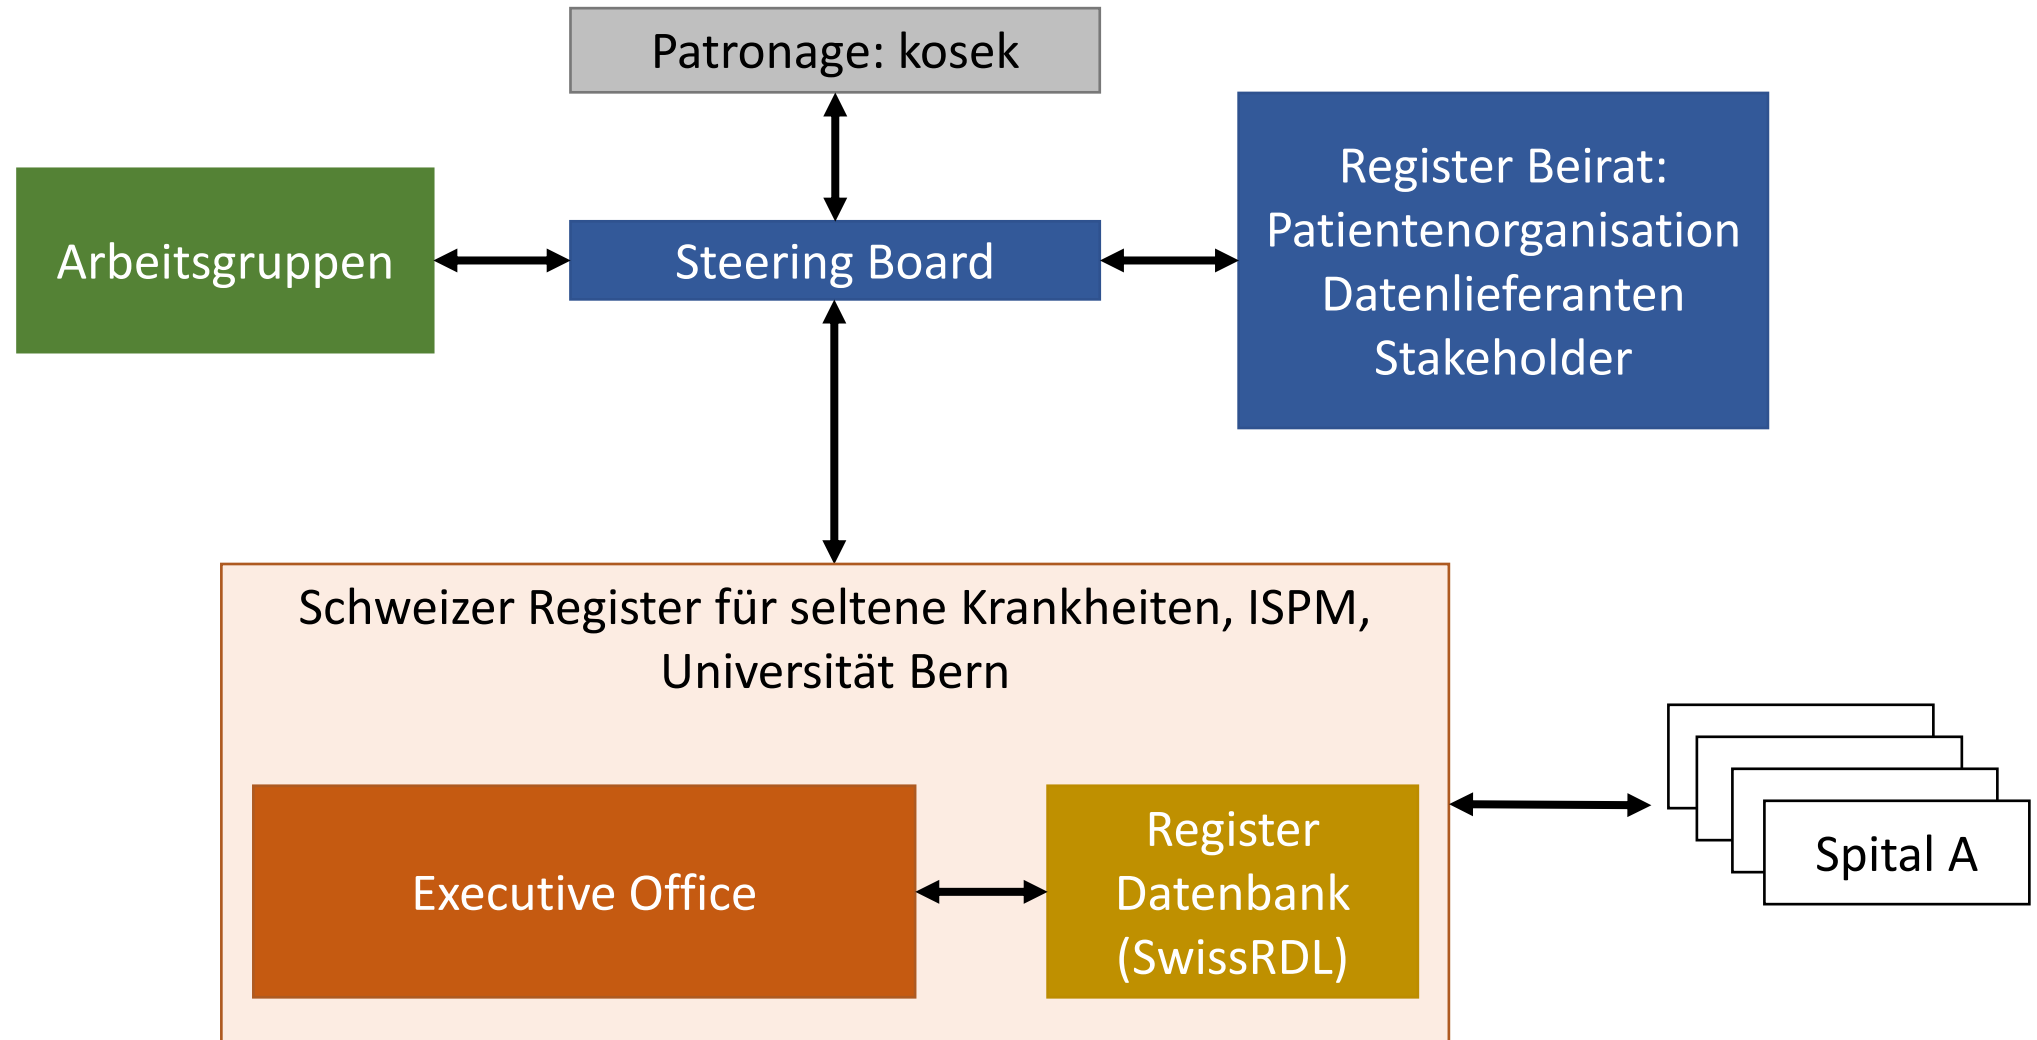 Patronage: kosek
Arbeitsgruppen
Steering Board
Register Beirat:
Patientenorganisation
Datenlieferanten
Stakeholder
Schweizer Register für seltene Krankheiten, ISPM,
Universität Bern
Executive Office
Register
Datenbank
(SwissRDL)
Spital A